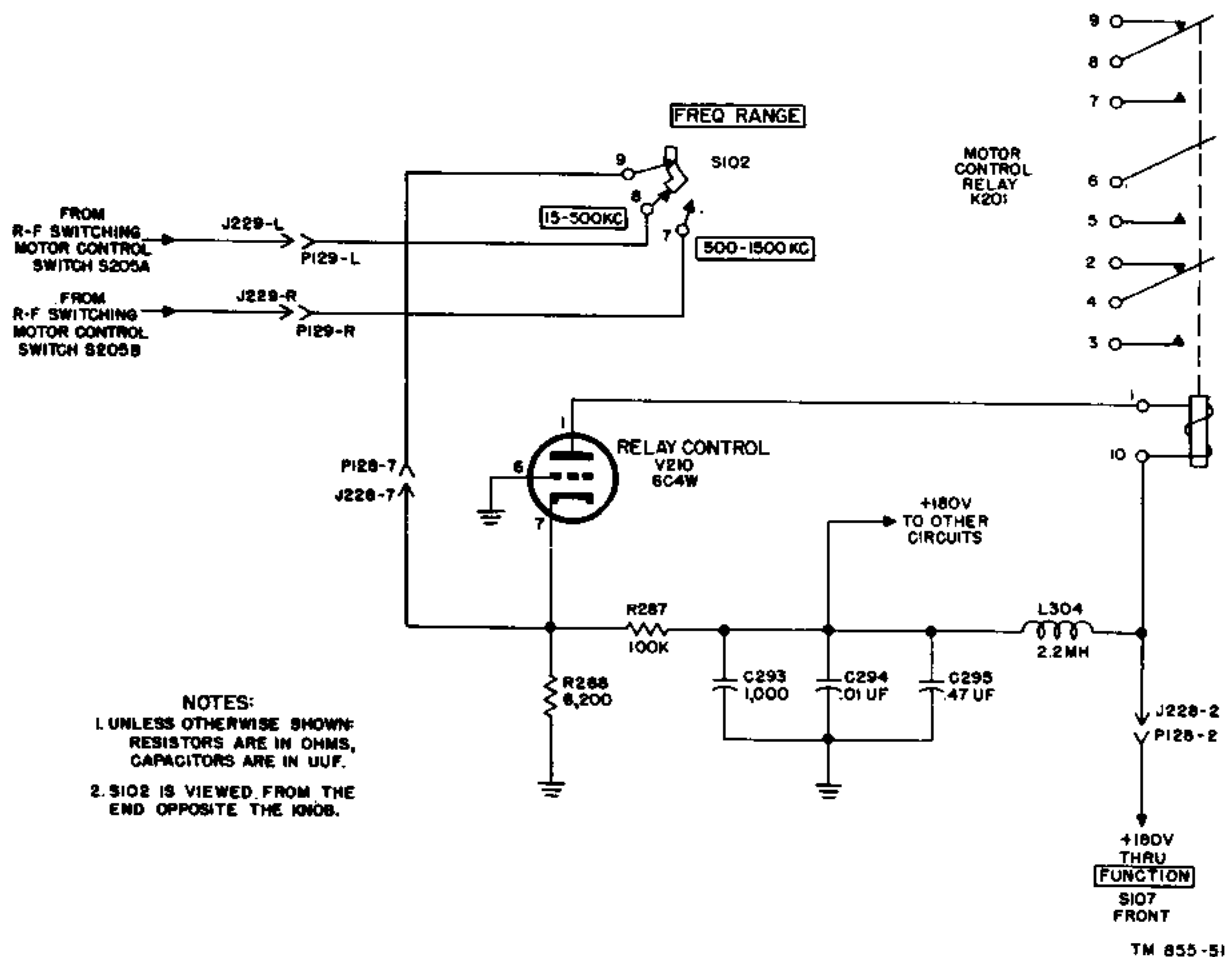 9
8
7
6
5
2
4
3
1
10
MOTOR
CONTROL
RELAY
K201
FREQ RANGE
S102
9
8
7
15-500KC
500-1500KC
FROM
R-F SWITCHING
MOTOR CONTROL
SWITCH S205A
J229-L
P129-L
FROM
R-F SWITCHING
MOTOR CONTROL
SWITCH S205B
J229-R
P129-R
P128-7
J228-7
1
6
7
RELAY CONTROL
V210
6C4W
+180V
TO OTHER
CIRCUITS
R287
100K
L304
2.2MH
R288
8,200
C293
1,000
C294
.01 UF
C295
.47 UF
J228-2
P128-2
+180V
THRU
FUNCTION
S107
FRONT
NOTES:
1. UNLESS OTHERWISE SHOWN:
RESISTORS ARE IN OHMS,
CAPACITORS ARE IN UUF.
2. S102 IS VIEWED FROM THE
END OPPOSITE THE KNOB.
TM 855-51